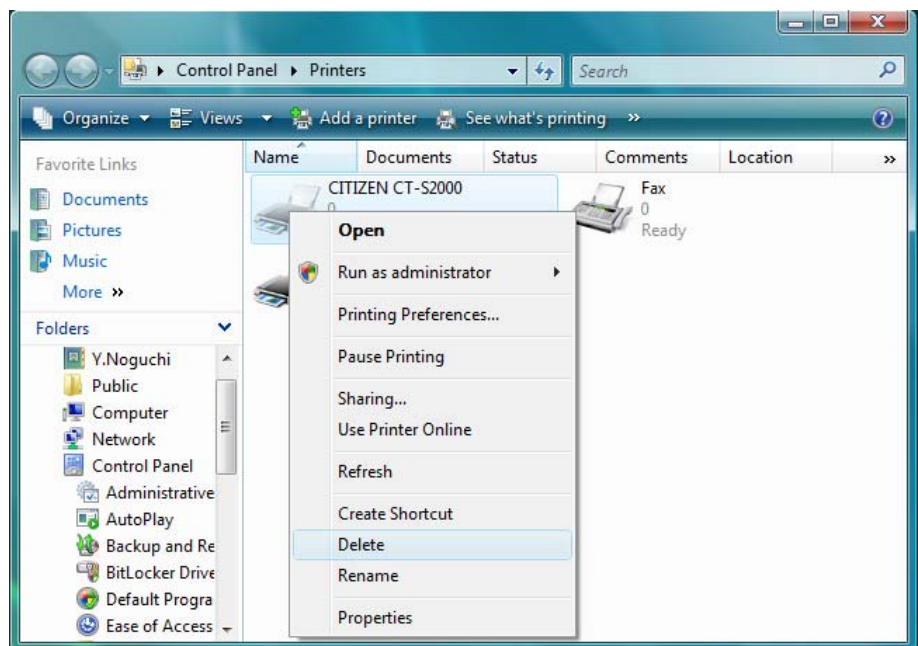 Control Panel ▸ Printers
Search
Organize Views Add a printer See what's printing »
Favorite Links
Documents
Pictures
Music
More »
Folders
Y.Noguchi
Public
Computer
Network
Control Panel
Administrative
AutoPlay
Backup and Re
BitLocker Drive
Default Progra
Ease of Access
Name Documents Status Comments Location »
CITIZEN CT-S2000
0
Fax
0
Ready
Open
Run as administrator
Printing Preferences...
Pause Printing
Sharing...
Use Printer Online
Refresh
Create Shortcut
Delete
Rename
Properties